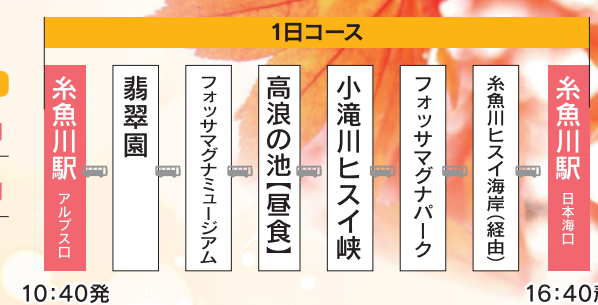 1日コース
糸魚川駅 アルプス口
翡翠園
フォッサマグナミュージアム
高浪の池【昼食】
小滝川ヒスイ峡
フォッサマグナパーク
糸魚川ヒスイ海岸(経由)
糸魚川駅 日本海口
10:40発
16:40